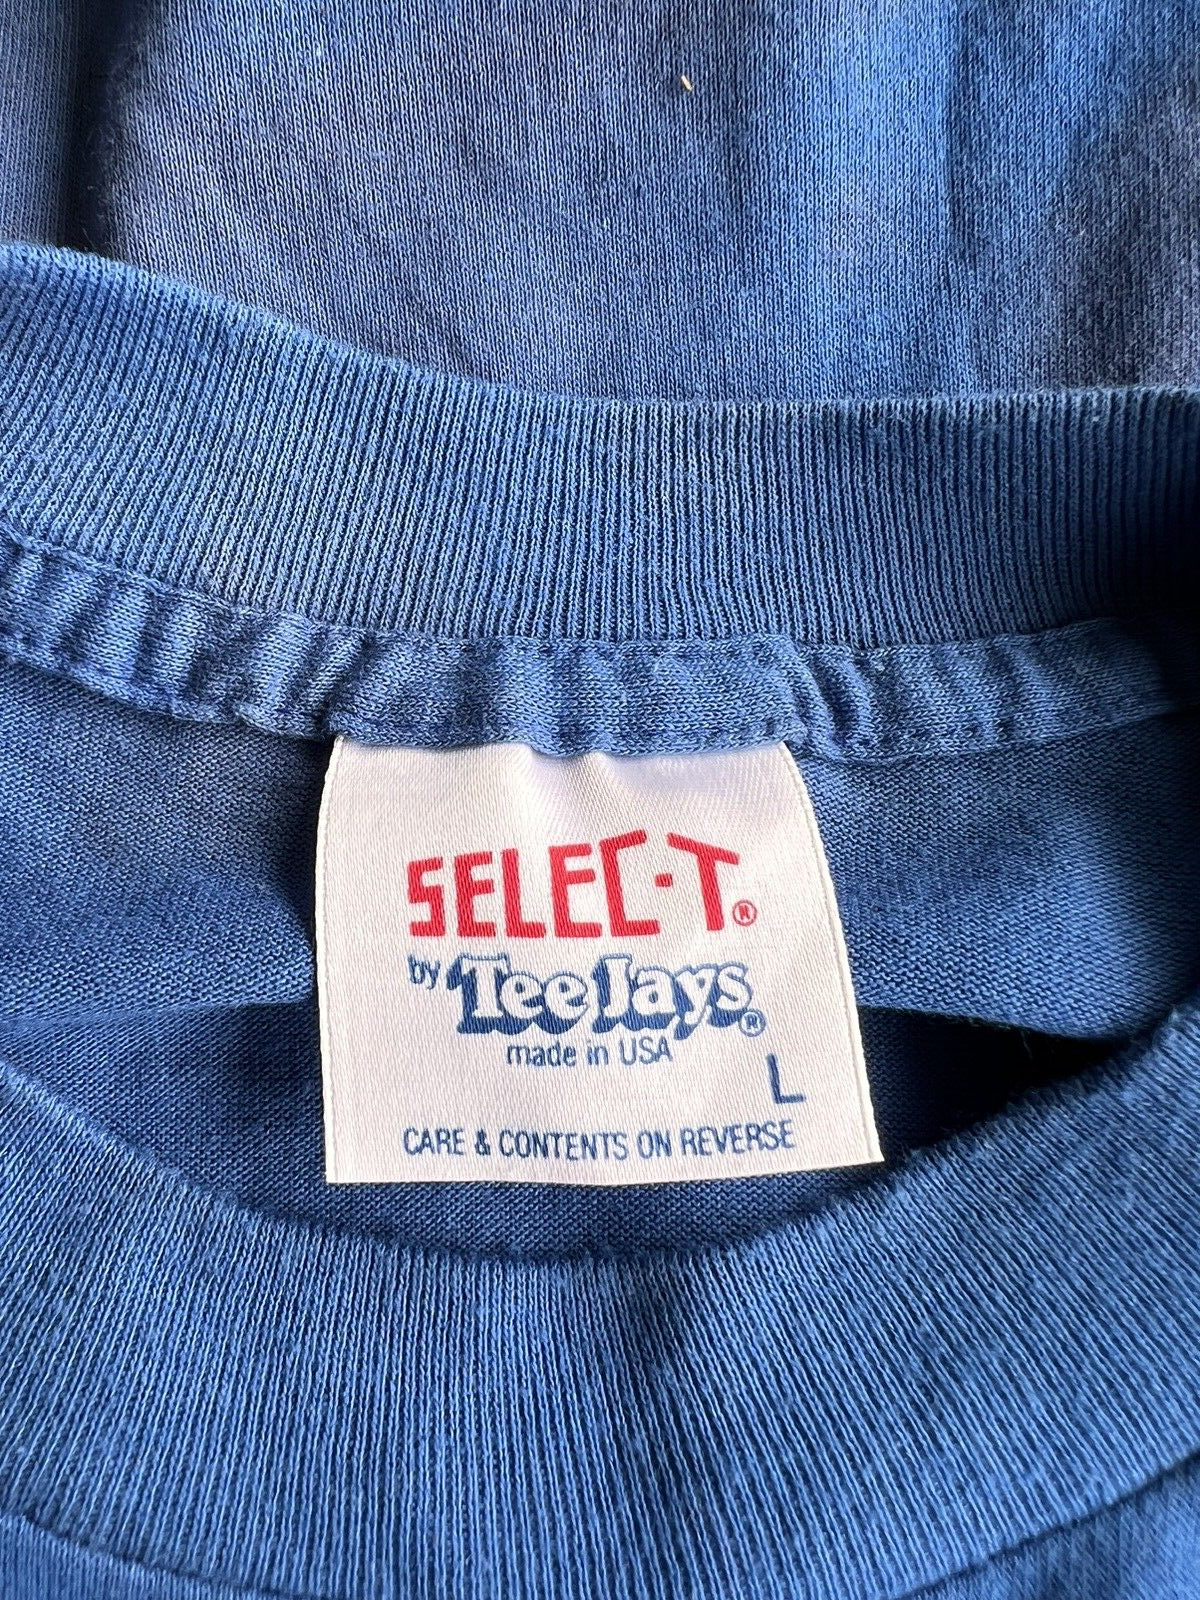 SELEC-T®
by Tee Jays®
made in USA
L
CARE & CONTENTS ON REVERSE